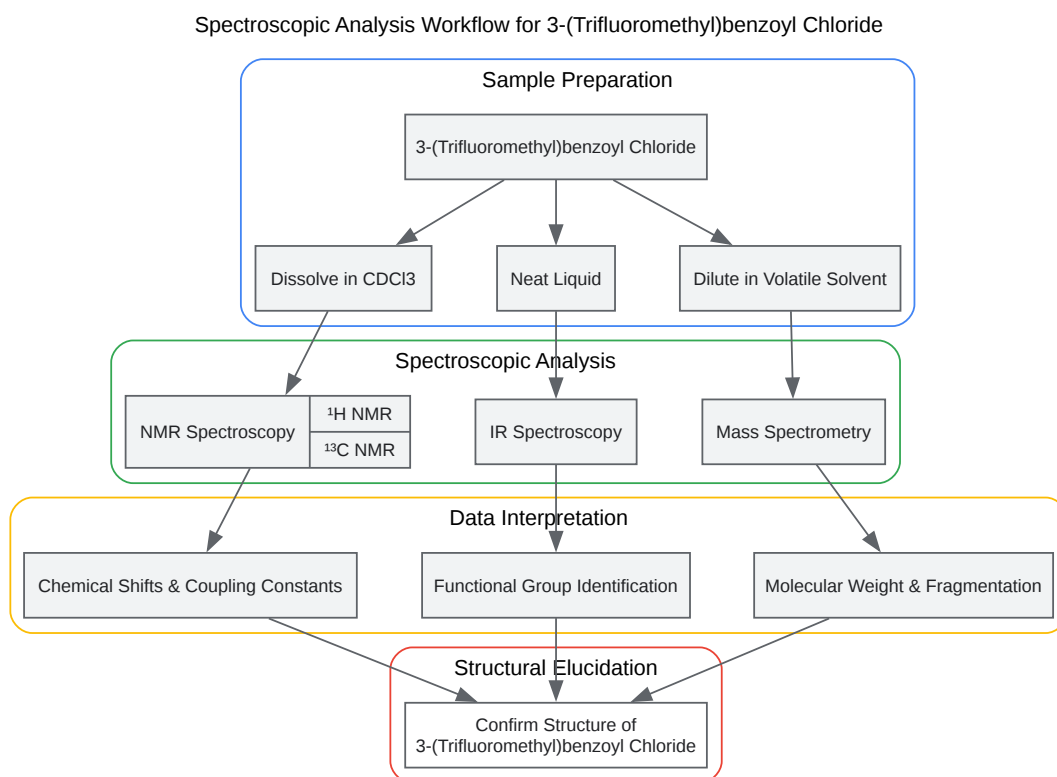 Spectroscopic Analysis Workflow for 3-(Trifluoromethyl)benzoyl Chloride
Sample Preparation
3-(Trifluoromethyl)benzoyl Chloride
Dissolve in CDCl3
Neat Liquid
Dilute in Volatile Solvent
Spectroscopic Analysis
NMR Spectroscopy
¹H NMR
¹³C NMR
IR Spectroscopy
Mass Spectrometry
Data Interpretation
Chemical Shifts & Coupling Constants
Functional Group Identification
Molecular Weight & Fragmentation
Structural Elucidation
Confirm Structure of
3-(Trifluoromethyl)benzoyl Chloride